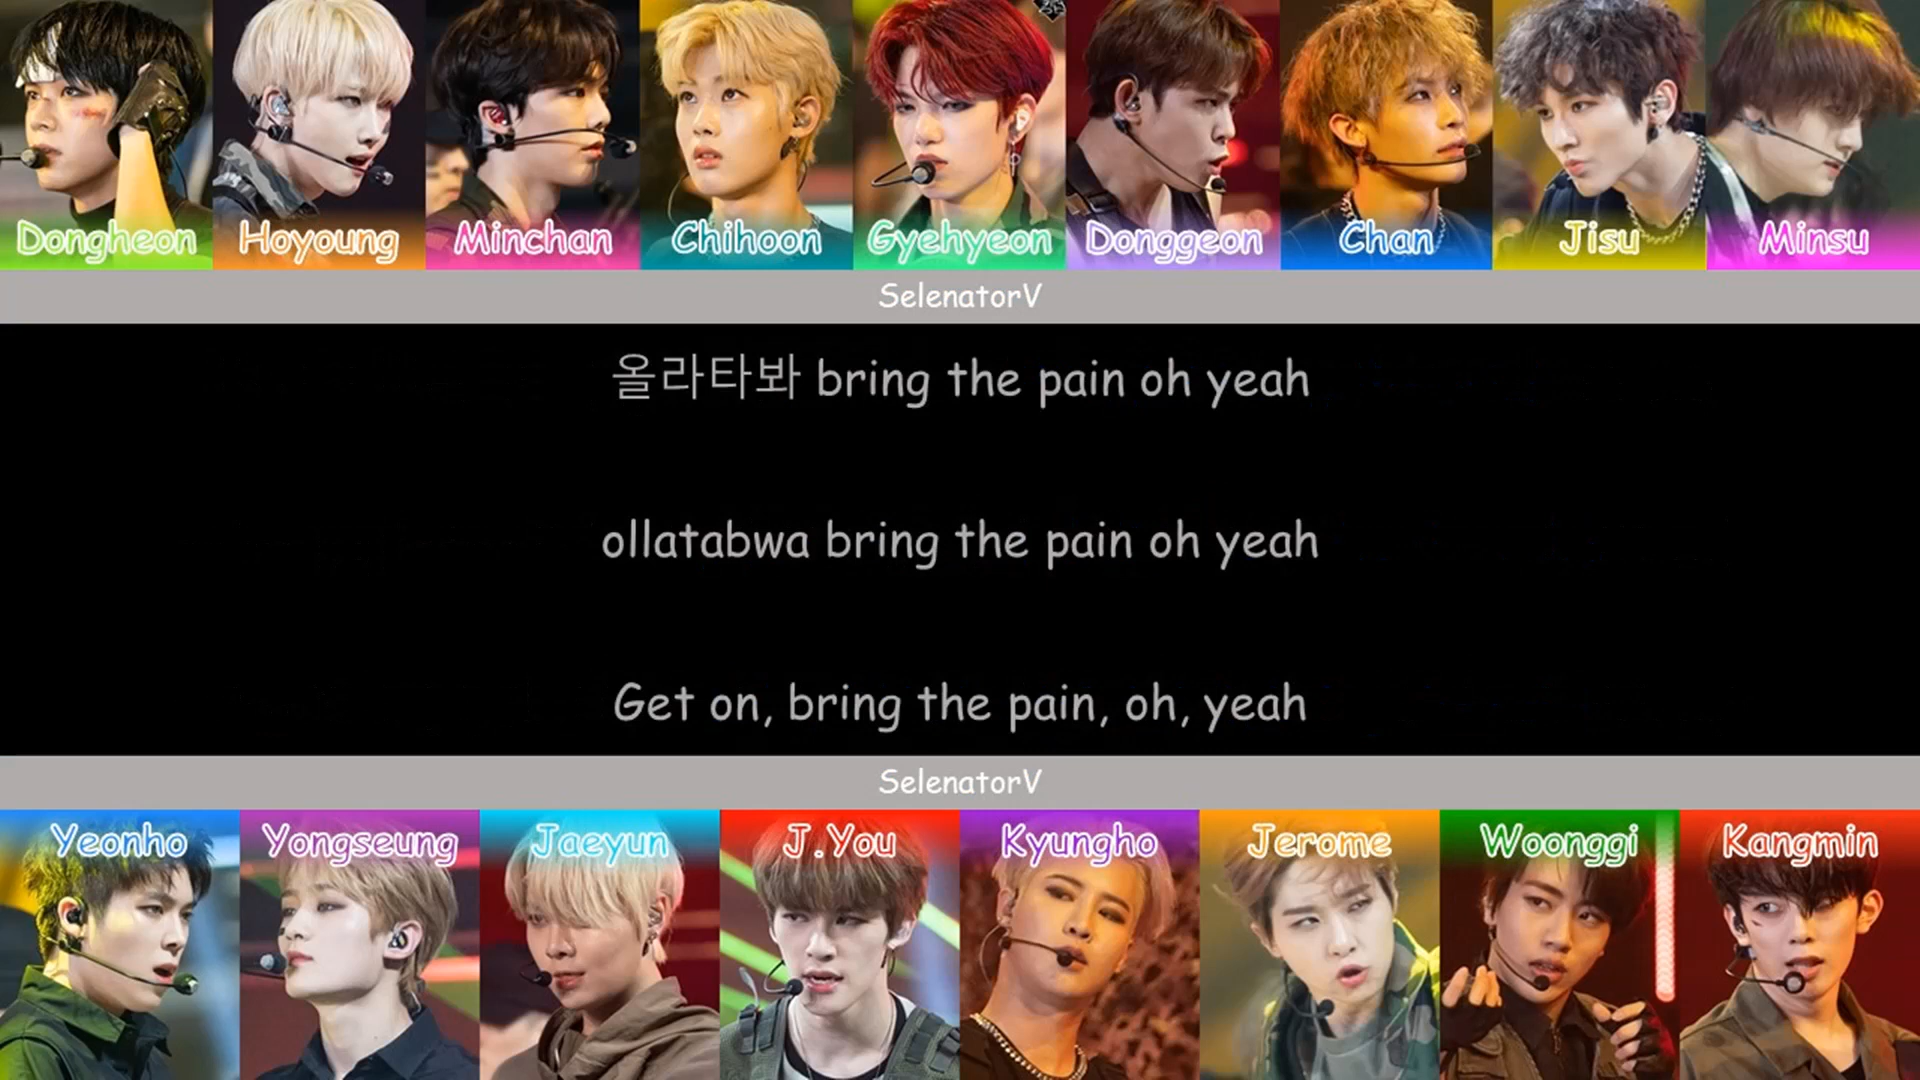 Dongheon Hoyoung Minchan Chihoon Gyehyeon Donggeon Chan Jisu Minsu
SelenatorV
올라타봐 bring the pain oh yeah
ollatabwa bring the pain oh yeah
Get on, bring the pain, oh, yeah
SelenatorV
Yeonho Yongseung Jaeyun J.You Kyungho Jerome Woonggi Kangmin